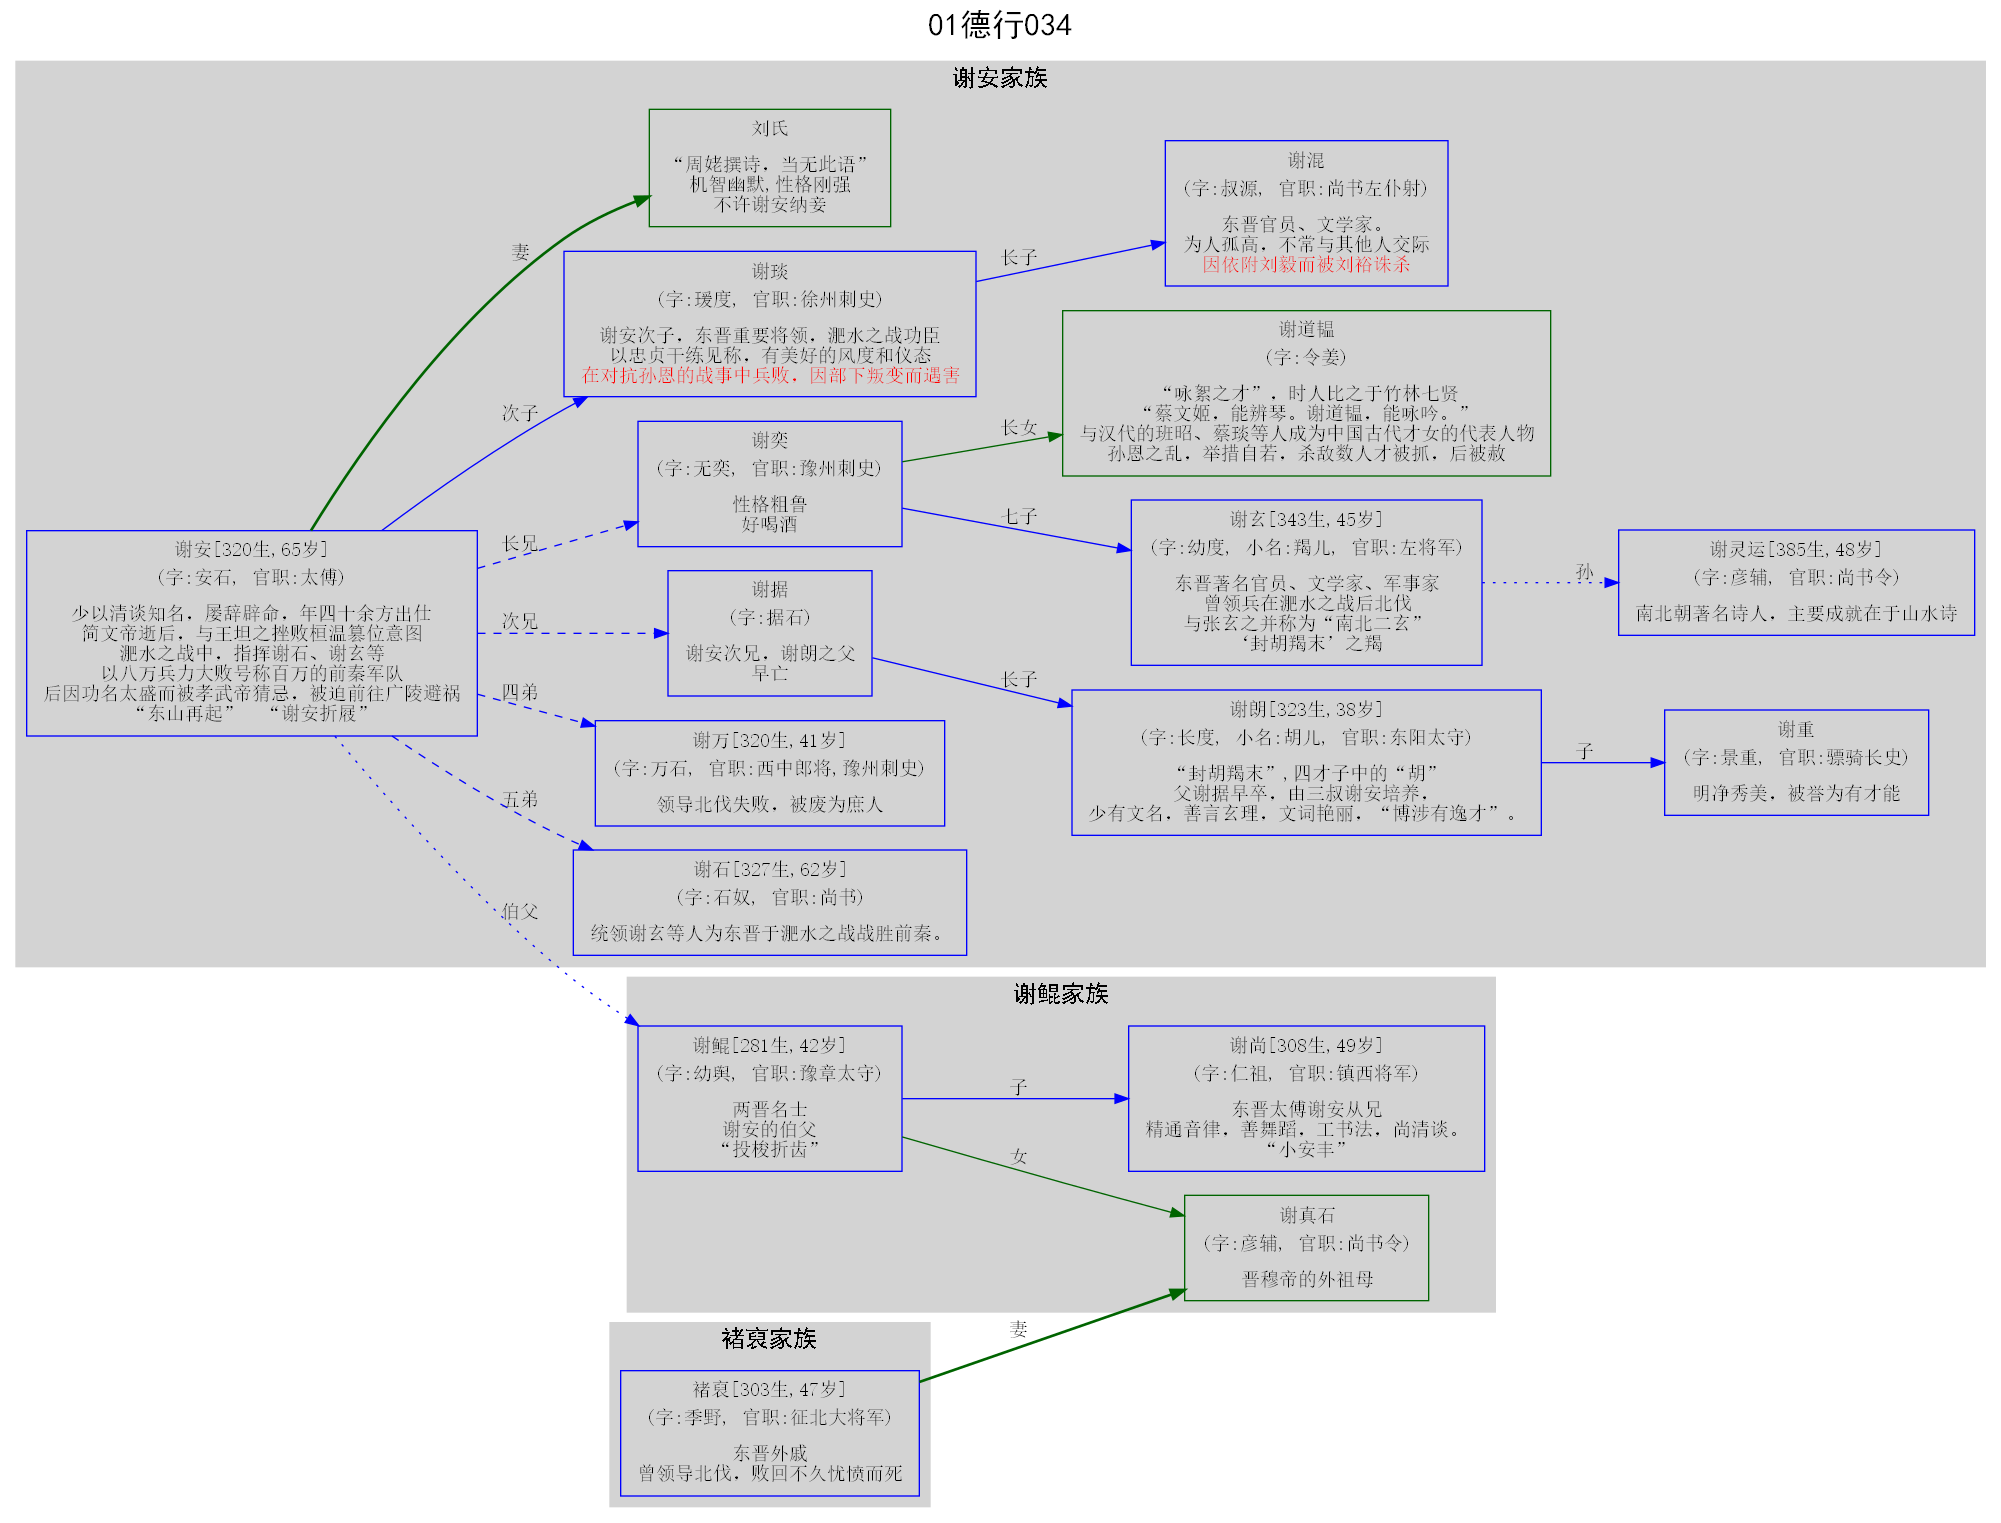 01德行034
谢安家族
刘氏
“周姥撰诗，当无此语”
机智幽默,性格刚强
不许谢安纳妾
妻
谢琰
(字:瑗度, 官职:徐州刺史)
谢安次子，东晋重要将领，淝水之战功臣
以忠贞干练见称，有美好的风度和仪态
在对抗孙恩的战事中兵败，因部下叛变而遇害
次子
长子
谢混
(字:叔源, 官职:尚书左仆射)
东晋官员、文学家。
为人孤高，不常与其他人交际
因依附刘毅而被刘裕诛杀
谢奕
(字:无奕, 官职:豫州刺史)
性格粗鲁
好喝酒
长兄
长女
谢道韫
(字:令姜)
“咏絮之才”，时人比之于竹林七贤
“蔡文姬，能辨琴。谢道韫，能咏吟。”
与汉代的班昭、蔡琰等人成为中国古代才女的代表人物
孙恩之乱，举措自若，杀敌数人才被抓，后被赦
七子
谢玄[343生,45岁]
(字:幼度, 小名:羯儿, 官职:左将军)
东晋著名官员、文学家、军事家
曾领兵在淝水之战后北伐
与张玄之并称为“南北二玄”
‘封胡羯末’之羯
孙
谢灵运[385生,48岁]
(字:彦辅, 官职:尚书令)
南北朝著名诗人，主要成就在于山水诗
谢安[320生,65岁]
(字:安石, 官职:太傅)
少以清谈知名，屡辞辟命，年四十余方出仕
简文帝逝后，与王坦之挫败桓温篡位意图
淝水之战中，指挥谢石、谢玄等
以八万兵力大败号称百万的前秦军队
后因功名太盛而被孝武帝猜忌，被迫前往广陵避祸
“东山再起” “谢安折屐”
次兄
谢据
(字:据石)
谢安次兄，谢朗之父
早亡
长子
谢朗[323生,38岁]
(字:长度, 小名:胡儿, 官职:东阳太守)
“封胡羯末”,四才子中的“胡”
父谢据早卒，由三叔谢安培养，
少有文名，善言玄理，文词艳丽，“博涉有逸才”。
子
谢重
(字:景重, 官职:骠骑长史)
明净秀美，被誉为有才能
四弟
谢万[320生,41岁]
(字:万石, 官职:西中郎将,豫州刺史)
领导北伐失败，被废为庶人
五弟
谢石[327生,62岁]
(字:石奴, 官职:尚书)
统领谢玄等人为东晋于淝水之战战胜前秦。
伯父
谢鲲家族
谢鲲[281生,42岁]
(字:幼舆, 官职:豫章太守)
两晋名士
谢安的伯父
“投梭折齿”
子
谢尚[308生,49岁]
(字:仁祖, 官职:镇西将军)
东晋太傅谢安从兄
精通音律，善舞蹈，工书法，尚清谈。
“小安丰”
女
谢真石
(字:彦辅, 官职:尚书令)
晋穆帝的外祖母
妻
褚裒家族
褚裒[303生,47岁]
(字:季野, 官职:征北大将军)
东晋外戚
曾领导北伐，败回不久忧愤而死